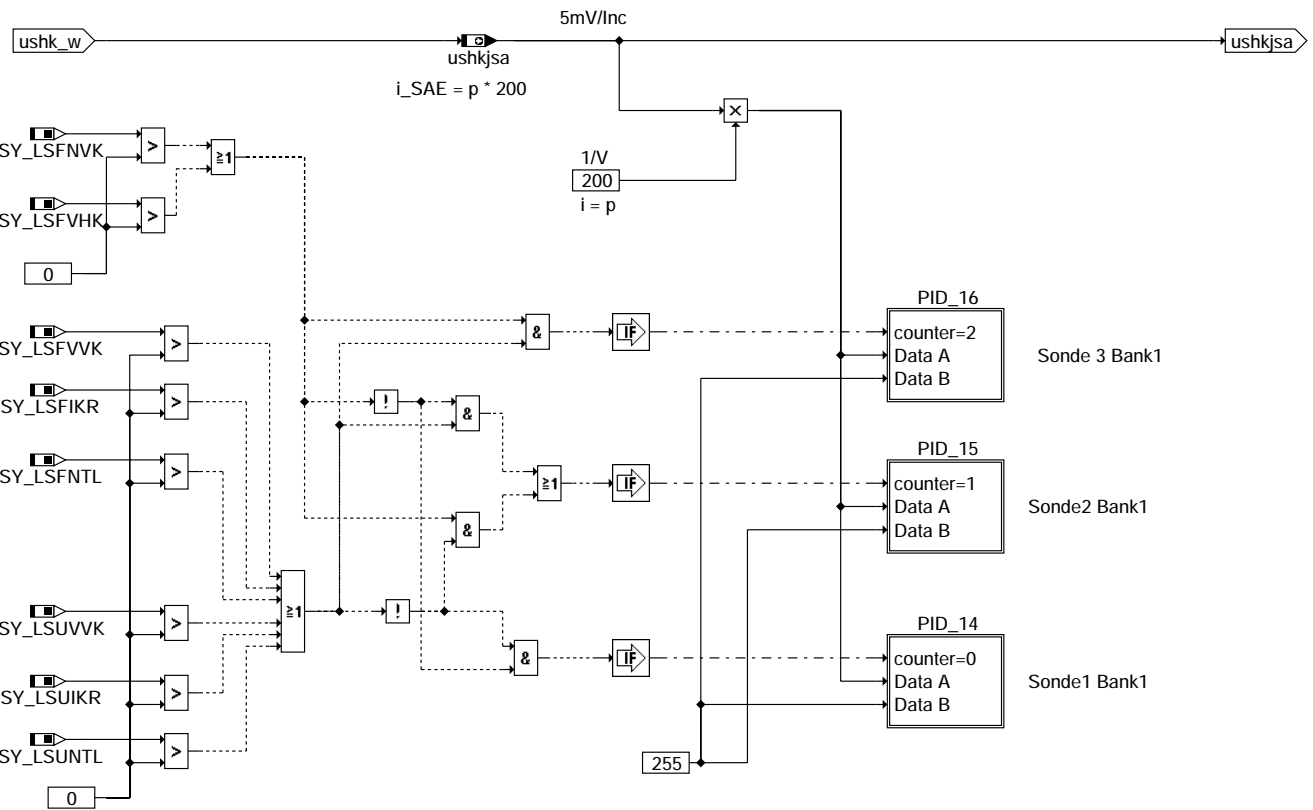 5mV/Inc
ushk_w
ushkjsa
ushkjsa
i_SAE = p * 200
SY_LSFNVK
>
≥1
×
1/V
200
i = p
SY_LSFVHK
>
0
PID_16
SY_LSFVVK
>
&
IF
counter=2
Data A
Data B
Sonde 3 Bank1
SY_LSFIKR
>
!
&
PID_15
SY_LSFNTL
>
≥1
IF
counter=1
Data A
Data B
Sonde2 Bank1
&
≥1
!
PID_14
SY_LSUVVK
>
&
IF
counter=0
Data A
Data B
Sonde1 Bank1
SY_LSUIKR
>
SY_LSUNTL
>
255
0